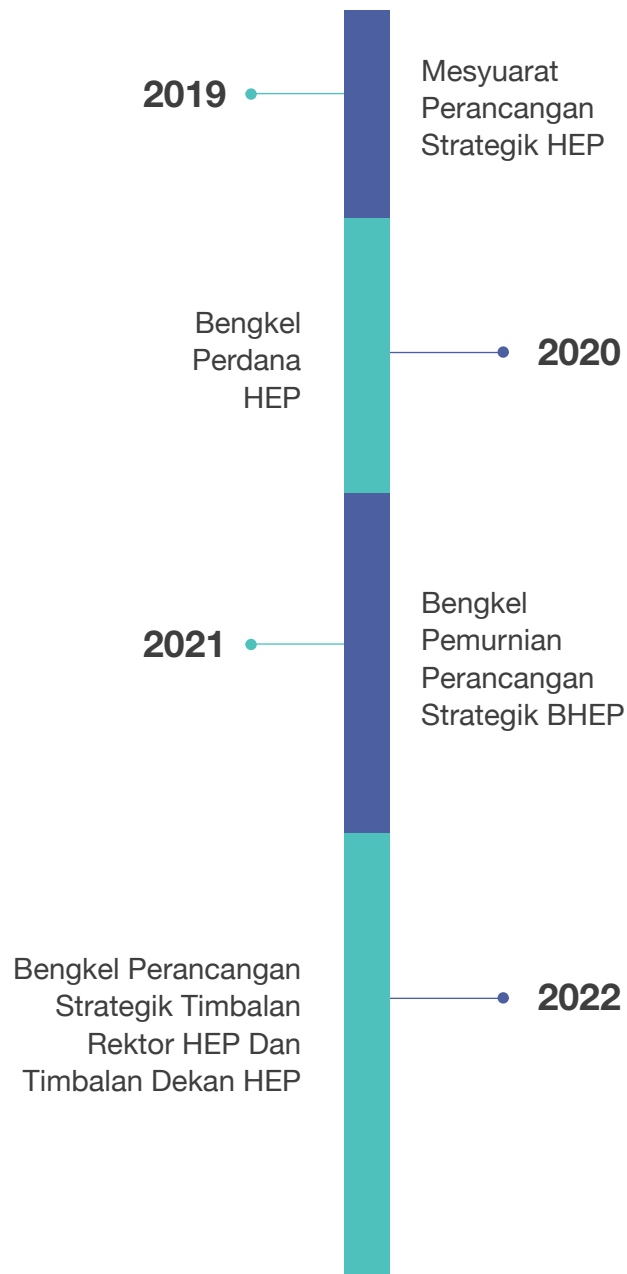 2019
Mesyuarat
Perancangan
Strategik HEP
Bengkel
Perdana
HEP
2020
2021
Bengkel
Pemurnian
Perancangan
Strategik BHEP
Bengkel Perancangan
Strategik Timbalan
Rektor HEP Dan
Timbalan Dekan HEP
2022